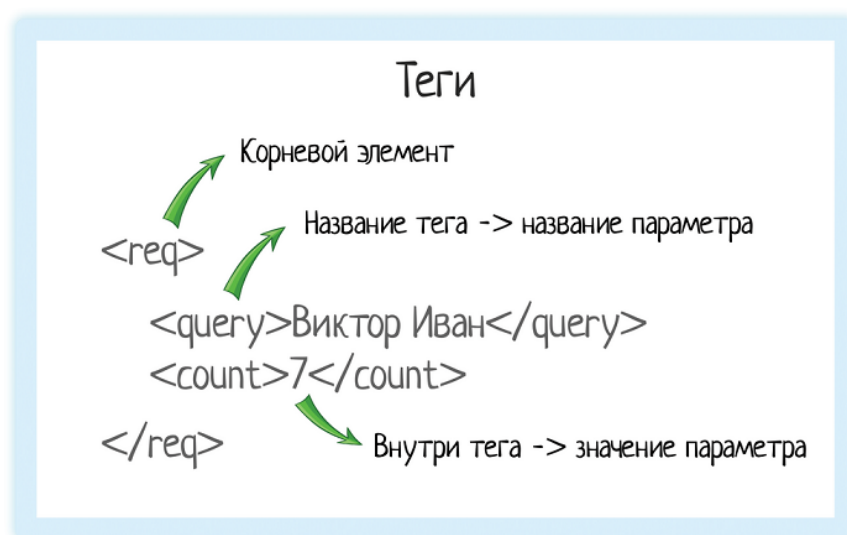 Теги
Корневой элемент
Название тега -> название параметра
<req>
<query>Виктор Иван</query>
<count>7</count>
</req>
Внутри тега -> значение параметра